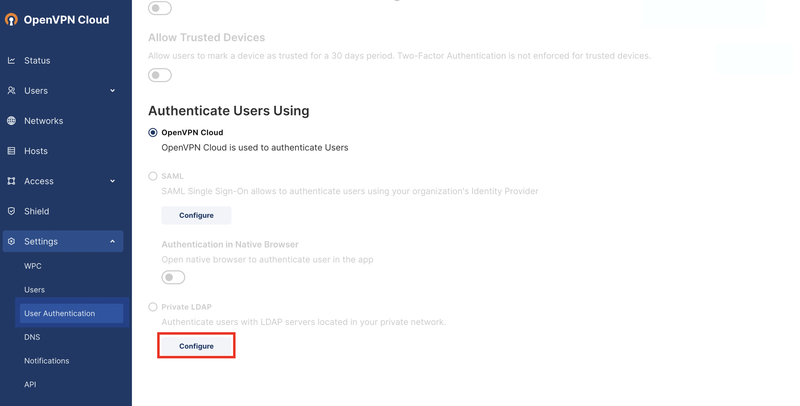 OpenVPN Cloud
Status
Users
Networks
Hosts
Access
Shield
Settings
WPC
Users
User Authentication
DNS
Notifications
API
Allow Trusted Devices
Allow users to mark a device as trusted for a 30 days period. Two-Factor Authentication is not enforced for trusted devices.
Authenticate Users Using
OpenVPN Cloud
OpenVPN Cloud is used to authenticate Users
SAML
SAML Single Sign-On allows to authenticate users using your organization's Identity Provider
Configure
Authentication in Native Browser
Open native browser to authenticate user in the app
Private LDAP
Authenticate users with LDAP servers located in your private network.
Configure